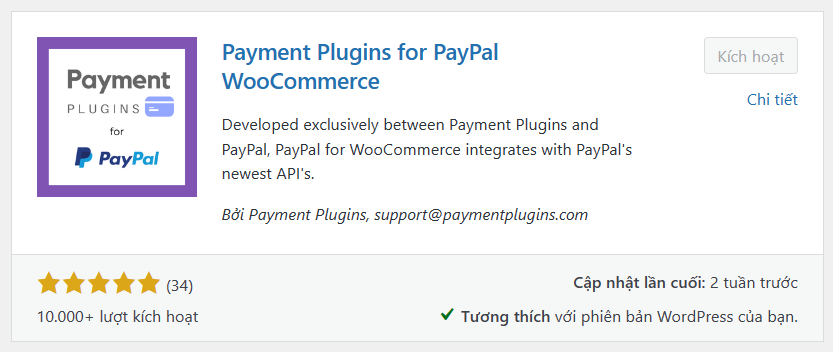 Payment
PLUGINS
for
PayPal
Payment Plugins for PayPal
WooCommerce
Kích hoạt
Chi tiết
Developed exclusively between Payment Plugins and
PayPal, PayPal for WooCommerce integrates with PayPal's
newest API's.
Bởi Payment Plugins, support@paymentplugins.com
(34)
10.000+ lượt kích hoạt
Cập nhật lần cuối: 2 tuần trước
Tương thích với phiên bản WordPress của bạn.